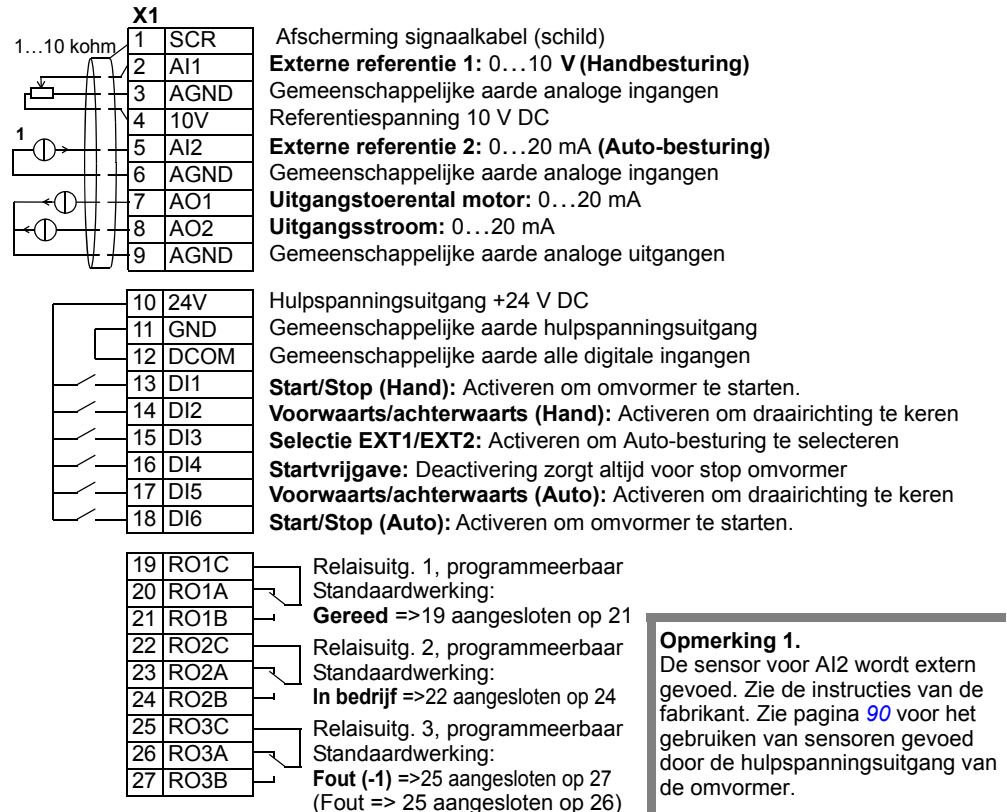 X1
1…10 kohm
1 SCR Afscherming signaalkabel (schild)
2 AI1 Externe referentie 1: 0…10 V (Handbesturing)
3 AGND Gemeenschappelijke aarde analoge ingangen
4 10V Referentiespanning 10 V DC
1
5 AI2 Externe referentie 2: 0…20 mA (Auto-besturing)
6 AGND Gemeenschappelijke aarde analoge ingangen
7 AO1 Uitgangstoerental motor: 0…20 mA
8 AO2 Uitgangsstroom: 0…20 mA
9 AGND Gemeenschappelijke aarde analoge uitgangen
10 24V Hulpspanningsuitgang +24 V DC
11 GND Gemeenschappelijke aarde hulpspanningsuitgang
12 DCOM Gemeenschappelijke aarde alle digitale ingangen
13 DI1 Start/Stop (Hand): Activeren om omvormer te starten.
14 DI2 Voorwaarts/achterwaarts (Hand): Activeren om draairichting te keren
15 DI3 Selectie EXT1/EXT2: Activeren om Auto-besturing te selecteren
16 DI4 Startvrijgave: Deactivering zorgt altijd voor stop omvormer
17 DI5 Voorwaarts/achterwaarts (Auto): Activeren om draairichting te keren
18 DI6 Start/Stop (Auto): Activeren om omvormer te starten.
19 RO1C Relaisuitg. 1, programmeerbaar
20 RO1A Standaardwerking:
21 RO1B Gereed =>19 aangesloten op 21
22 RO2C Relaisuitg. 2, programmeerbaar
23 RO2A Standaardwerking:
24 RO2B In bedrijf =>22 aangesloten op 24
25 RO3C Relaisuitg. 3, programmeerbaar
26 RO3A Standaardwerking:
27 RO3B Fout (-1) =>25 aangesloten op 27
(Fout => 25 aangesloten op 26)
Opmerking 1.
De sensor voor AI2 wordt extern
gevoed. Zie de instructies van de
fabrikant. Zie pagina 90 voor het
gebruiken van sensoren gevoed
door de hulpspanningsuitgang van
de omvormer.